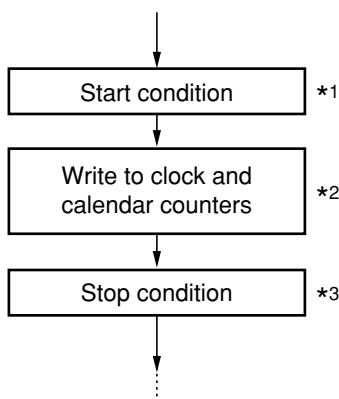 Start condition *1
Write to clock and
calendar counters *2
Stop condition *3